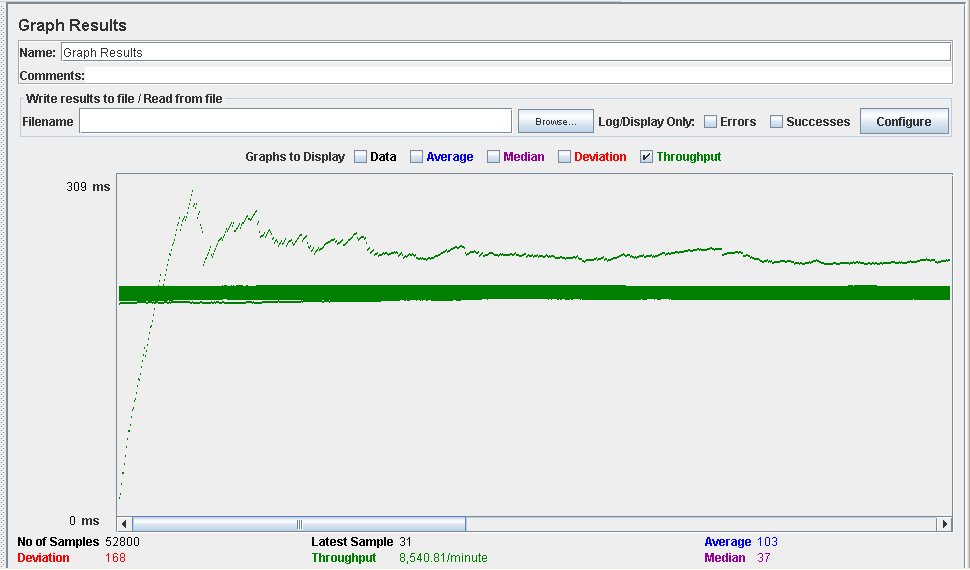 Graph Results
Name: Graph Results
Comments:
Write results to file / Read from file
Filename Browse... Log/Display Only: Errors Successes Configure
Graphs to Display Data Average Median Deviation Throughput
309 ms
0 ms
No of Samples 52800 Latest Sample 31 Average 103
Deviation 168 Throughput 8,540.81/minute Median 37